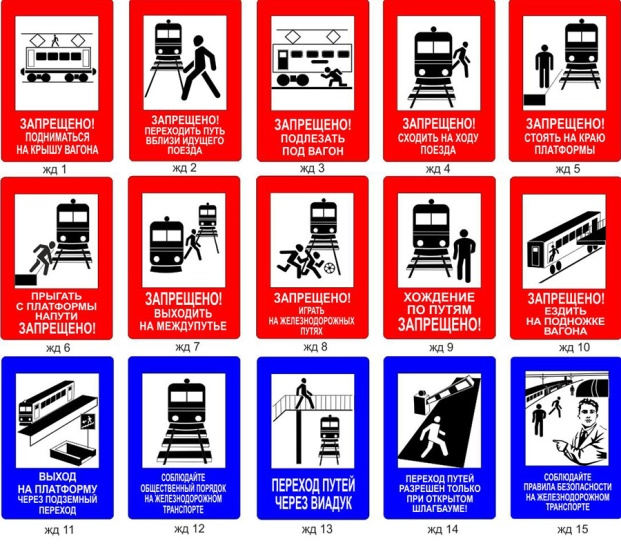 ЗАПРЕЩЕНО!
ПОДНИМАТЬСЯ
НА КРЫШУ ВАГОНА
жд 1
ЗАПРЕЩЕНО!
ПЕРЕХОДИТЬ ПУТЬ
ВБЛИЗИ ИДУЩЕГО
ПОЕЗДА
жд 2
ЗАПРЕЩЕНО!
ПОДЛЕЗАТЬ
ПОД ВАГОН
жд 3
ЗАПРЕЩЕНО!
СХОДИТЬ НА ХОДУ
ПОЕЗДА
жд 4
ЗАПРЕЩЕНО!
СТОЯТЬ НА КРАЮ
ПЛАТФОРМЫ
жд 5
ПРЫГАТЬ
С ПЛАТФОРМЫ
НАПУТИ
ЗАПРЕЩЕНО!
жд 6
ЗАПРЕЩЕНО!
ВЫХОДИТЬ
НА МЕЖДУПУТЬЕ
жд 7
ЗАПРЕЩЕНО!
ИГРАТЬ
НА ЖЕЛЕЗНОДОРОЖНЫХ
ПУТЯХ
жд 8
ХОЖДЕНИЕ
ПО ПУТЯМ
ЗАПРЕЩЕНО!
жд 9
ЗАПРЕЩЕНО!
ЕЗДИТЬ
НА ПОДНОЖКЕ
ВАГОНА
жд 10
ВЫХОД
НА ПЛАТФОРМУ
ЧЕРЕЗ ПОДЗЕМНЫЙ
ПЕРЕХОД
жд 11
СОБЛЮДАЙТЕ
ОБЩЕСТВЕННЫЙ ПОРЯДОК
НА ЖЕЛЕЗНОДОРОЖНОМ
ТРАНСПОРТЕ
жд 12
ПЕРЕХОД ПУТЕЙ
ЧЕРЕЗ ВИАДУК
жд 13
ПЕРЕХОД ПУТЕЙ
РАЗРЕШЕН ТОЛЬКО
ПРИ ОТКРЫТОМ
ШЛАГБАУМЕ!
жд 14
СОБЛЮДАЙТЕ
ПРАВИЛА БЕЗОПАСНОСТИ
НА ЖЕЛЕЗНОДОРОЖНОМ
ТРАНСПОРТЕ
жд 15